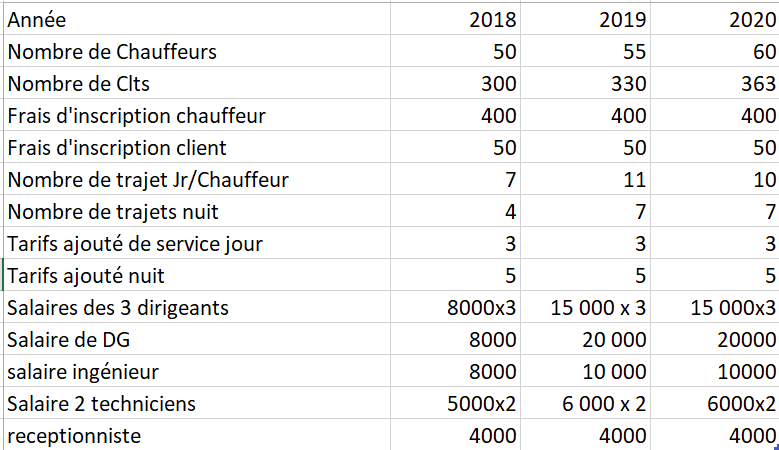 Année 2018 2019 2020
Nombre de Chauffeurs 50 55 60
Nombre de Clts 300 330 363
Frais d'inscription chauffeur 400 400 400
Frais d'inscription client 50 50 50
Nombre de trajet Jr/Chauffeur 7 11 10
Nombre de trajets nuit 4 7 7
Tarifs ajouté de service jour 3 3 3
Tarifs ajouté nuit 5 5 5
Salaires des 3 dirigeants 8000x3 15 000 x 3 15 000x3
Salaire de DG 8000 20 000 20000
salaire ingénieur 8000 10 000 10000
Salaire 2 techniciens 5000x2 6 000 x 2 6000x2
receptionniste 4000 4000 4000